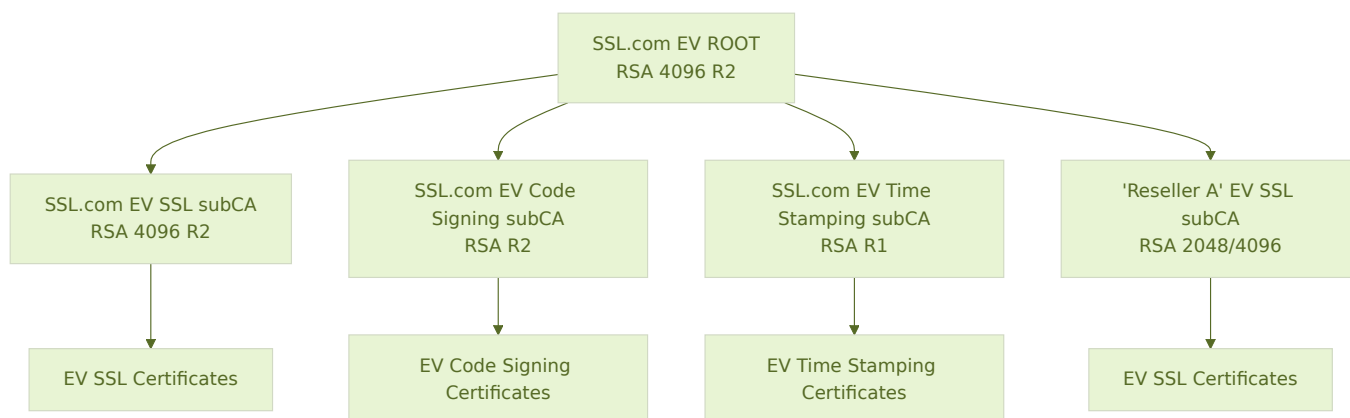 SSL.com EV ROOT
RSA 4096 R2
SSL.com EV SSL subCA
RSA 4096 R2
SSL.com EV Code
Signing subCA
RSA R2
SSL.com EV Time
Stamping subCA
RSA R1
'Reseller A' EV SSL
subCA
RSA 2048/4096
EV SSL Certificates
EV Code Signing
Certificates
EV Time Stamping
Certificates
EV SSL Certificates